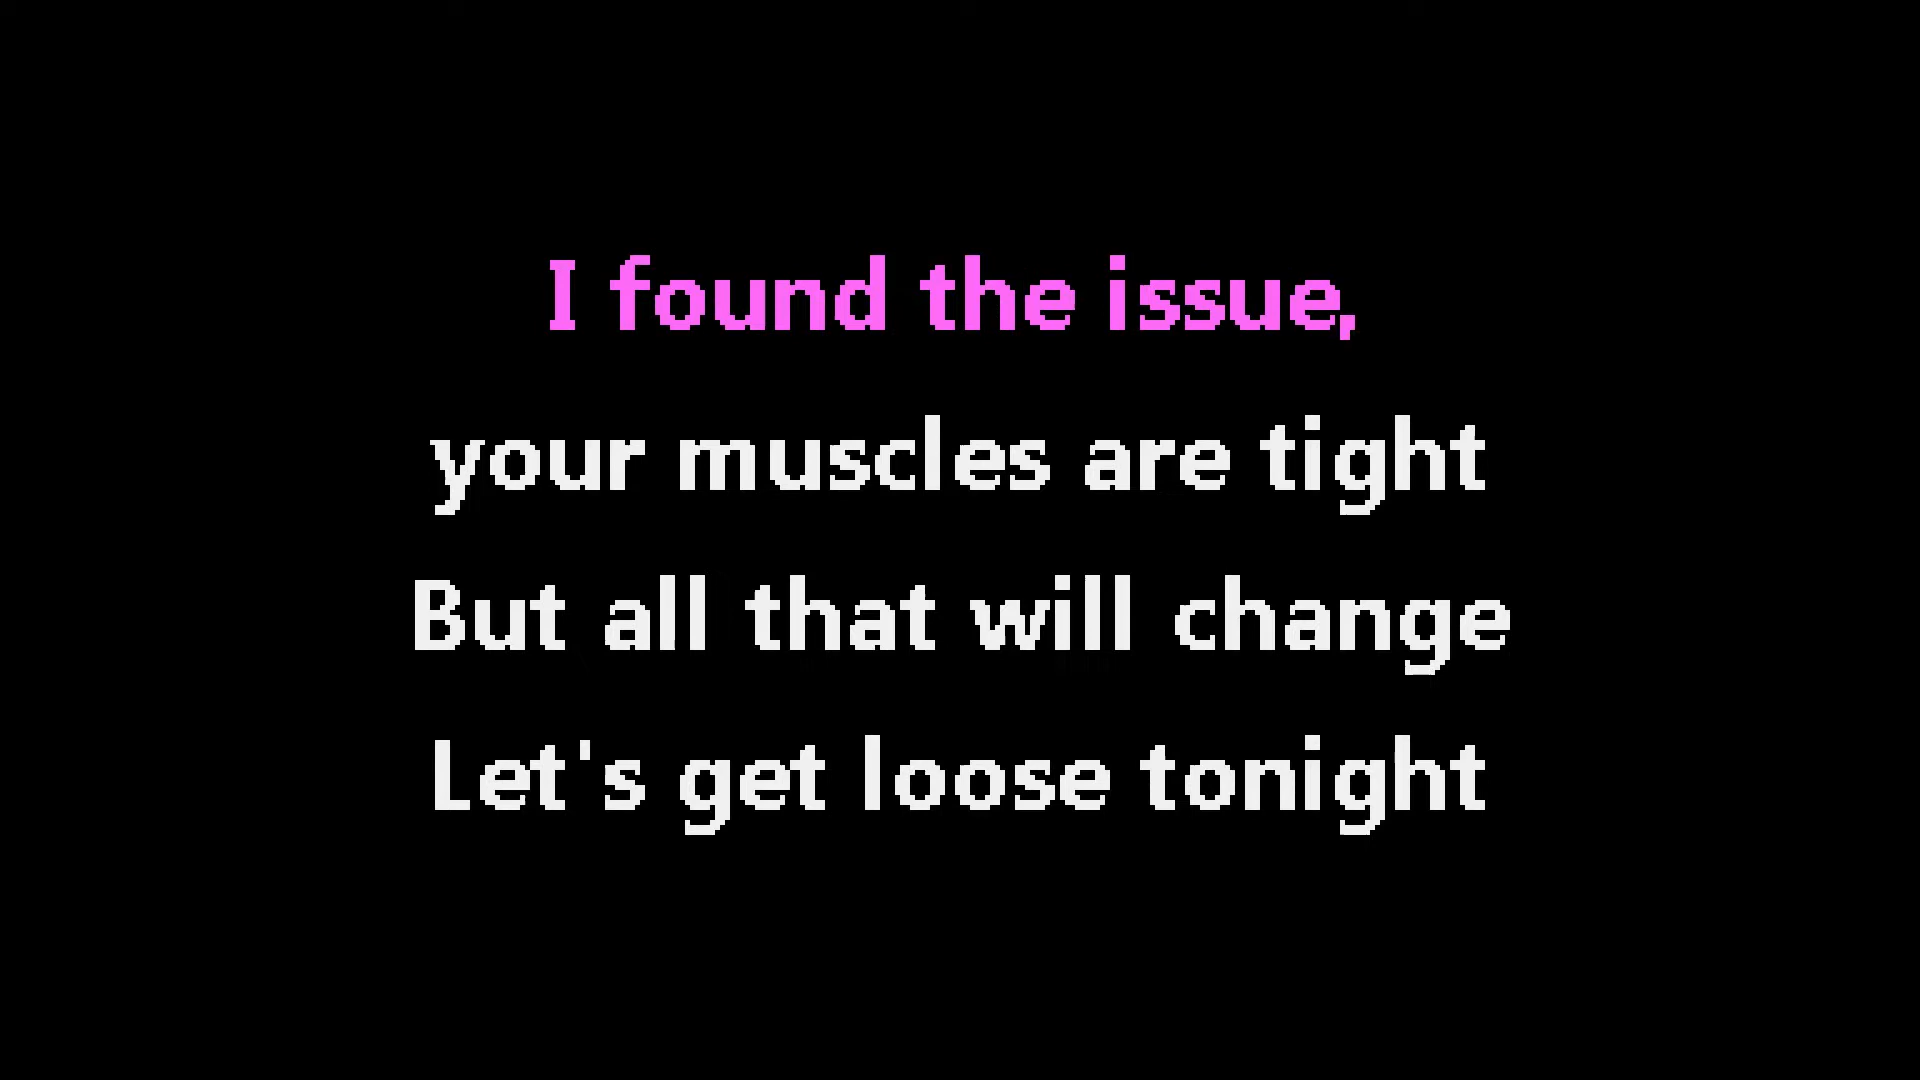 I found the issue,
your muscles are tight
But all that will change
Let's get loose tonight